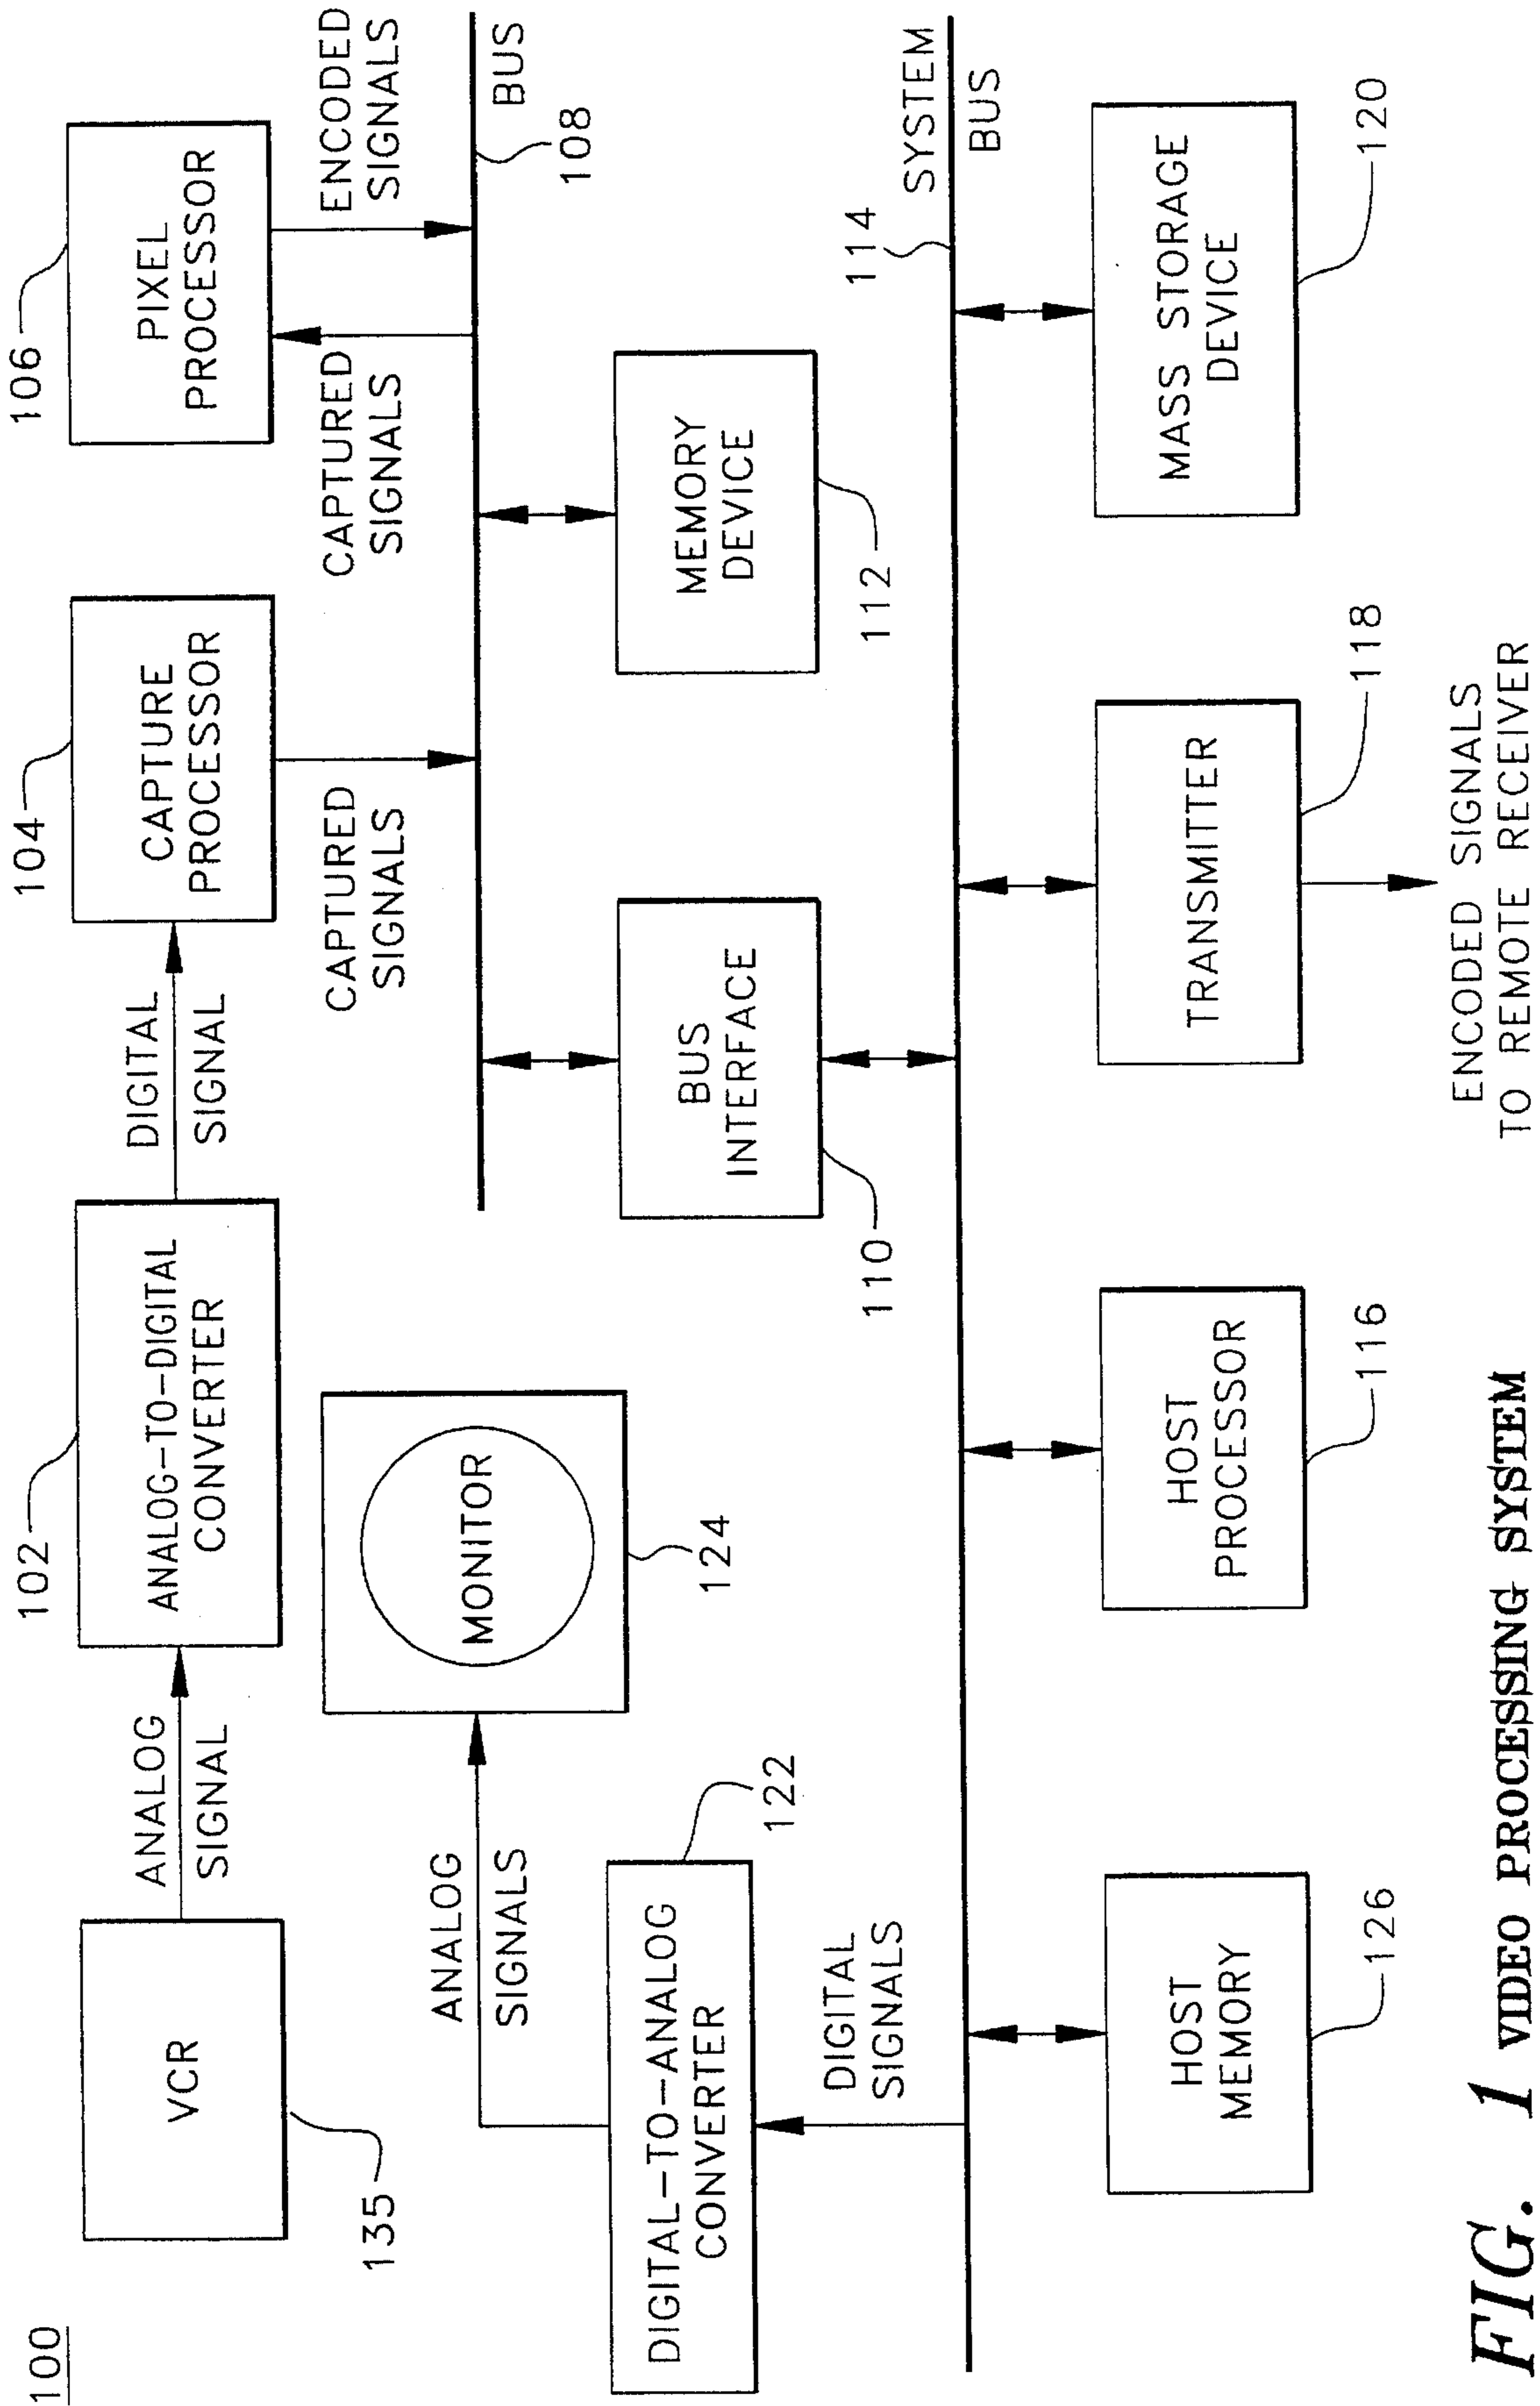 100
VCR
135
ANALOG
SIGNAL
102
ANALOG-TO-DIGITAL
CONVERTER
DIGITAL
SIGNAL
104
CAPTURE
PROCESSOR
CAPTURED
SIGNALS
106
PIXEL
PROCESSOR
CAPTURED
SIGNALS
ENCODED
SIGNALS
BUS
108
ANALOG
SIGNALS
MONITOR
124
DIGITAL-TO-ANALOG
CONVERTER
122
DIGITAL
SIGNALS
BUS
INTERFACE
110
MEMORY
DEVICE
112
114
SYSTEM
BUS
HOST
MEMORY
126
HOST
PROCESSOR
116
TRANSMITTER
118
ENCODED SIGNALS
TO REMOTE RECEIVER
MASS STORAGE
DEVICE
120
FIG. 1 VIDEO PROCESSING SYSTEM